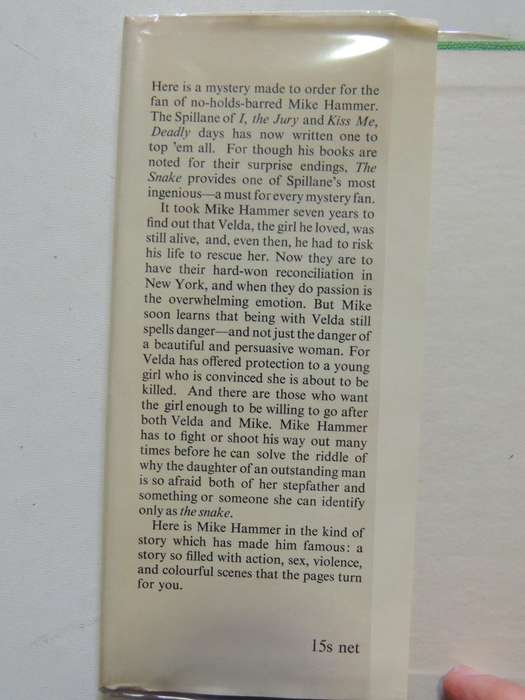 Here is a mystery made to order for the
fan of no-holds-barred Mike Hammer.
The Spillane of I, the Jury and Kiss Me,
Deadly days has now written one to
top 'em all. For though his books are
noted for their surprise endings, The
Snake provides one of Spillane's most
ingenious—a must for every mystery fan.
It took Mike Hammer seven years to
find out that Velda, the girl he loved, was
still alive, and, even then, he had to risk
his life to rescue her. Now they are to
have their hard-won reconciliation in
New York, and when they do passion is
the overwhelming emotion. But Mike
soon learns that being with Velda still
spells danger—and not just the danger of
a beautiful and persuasive woman. For
Velda has offered protection to a young
girl who is convinced she is about to be
killed. And there are those who want
the girl enough to be willing to go after
both Velda and Mike. Mike Hammer
has to fight or shoot his way out many
times before he can solve the riddle of
why the daughter of an outstanding man
is so afraid both of her stepfather and
something or someone she can identify
only as the snake.
Here is Mike Hammer in the kind of
story which has made him famous: a
story so filled with action, sex, violence,
and colourful scenes that the pages turn
for you.
15s net